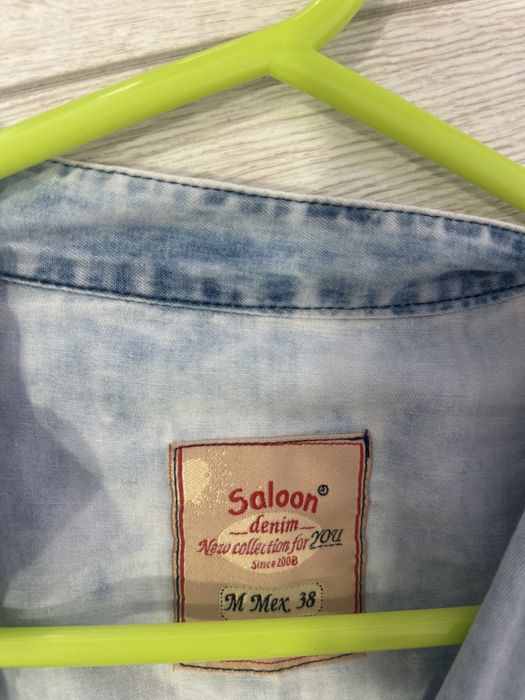 Saloon®
denim
New collection for you
since 2008
M Mex 38